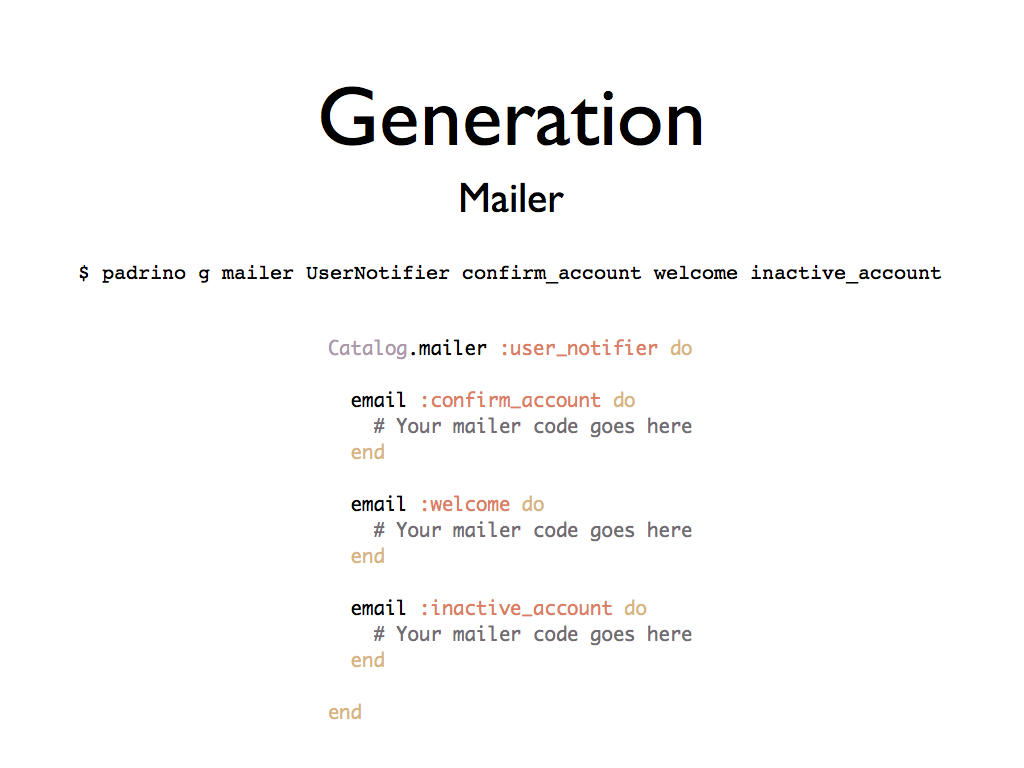 Generation
Mailer
$ padrino g mailer UserNotifier confirm_account welcome inactive_account
Catalog.mailer :user_notifier do
email :confirm_account do
# Your mailer code goes here
end
email :welcome do
# Your mailer code goes here
end
email :inactive_account do
# Your mailer code goes here
end
end